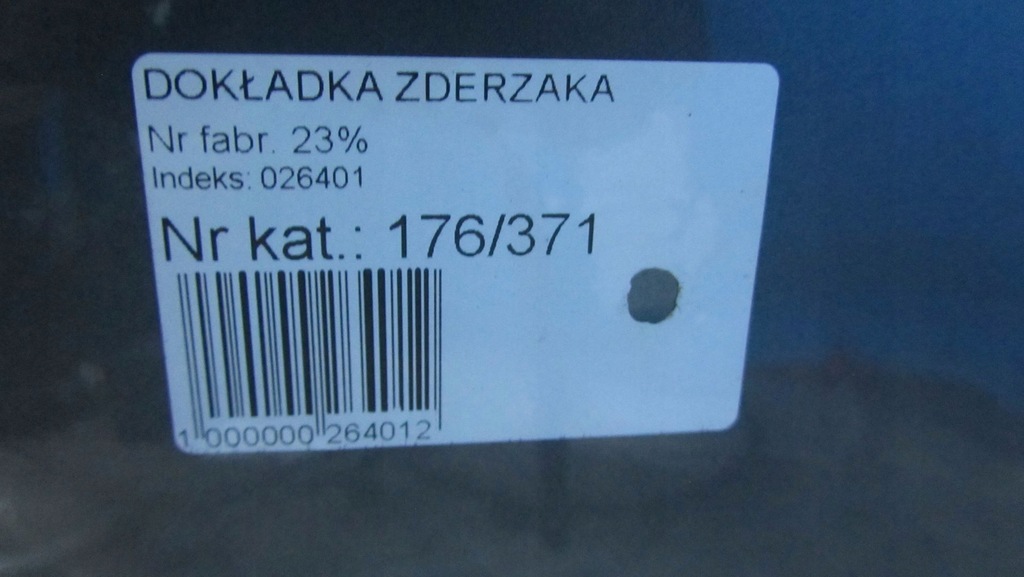 DOKŁADKA ZDERZAKA
Nr fabr. 23%
Indeks: 026401
Nr kat.: 176/371
1 000000 264012